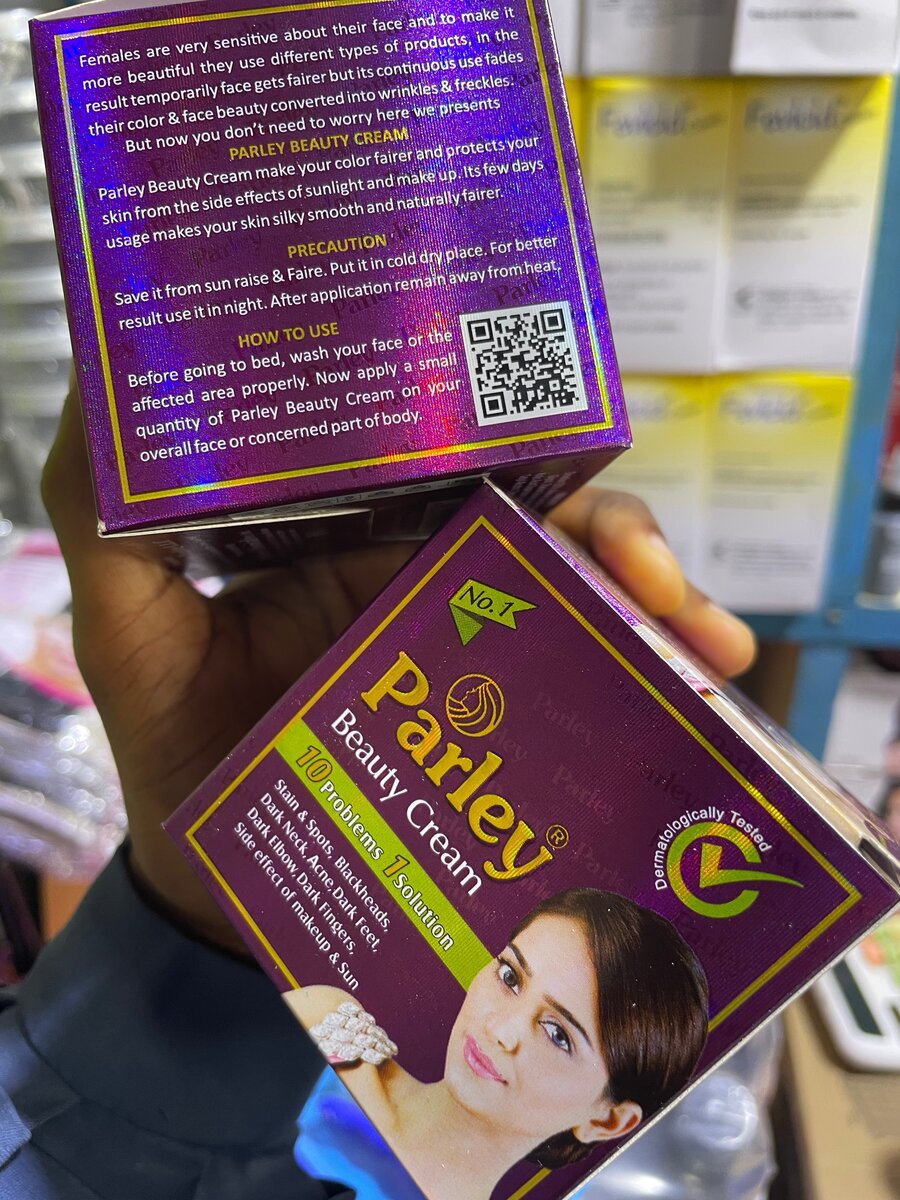 Females are very sensitive about their face and to make it
more beautiful they use different types of products, in the
result temporarily face gets fairer but its continuous use fades
their color & face beauty converted into wrinkles & freckles.
But now you don't need to worry here we presents
PARLEY BEAUTY CREAM
Parley Beauty Cream make your color fairer and protects your
skin from the side effects of sunlight and make up. Its few days
usage makes your skin silky smooth and naturally fairer.
PRECAUTION
Save it from sun raise & Faire. Put it in cold dry place. For better
result use it in night. After application remain away from heat.
HOW TO USE
Before going to bed, wash your face or the
affected area properly. Now apply a small
quantity of Parley Beauty Cream on your
overall face or concerned part of body.
No. 1
Parley®
Beauty Cream
10 Problems 1 Solution
Stain & Spots, Blackheads,
Dark Neck, Acne, Dark Feet,
Dark Elbow, Dark Fingers,
Side effect of makeup & Sun
Dermatologically Tested